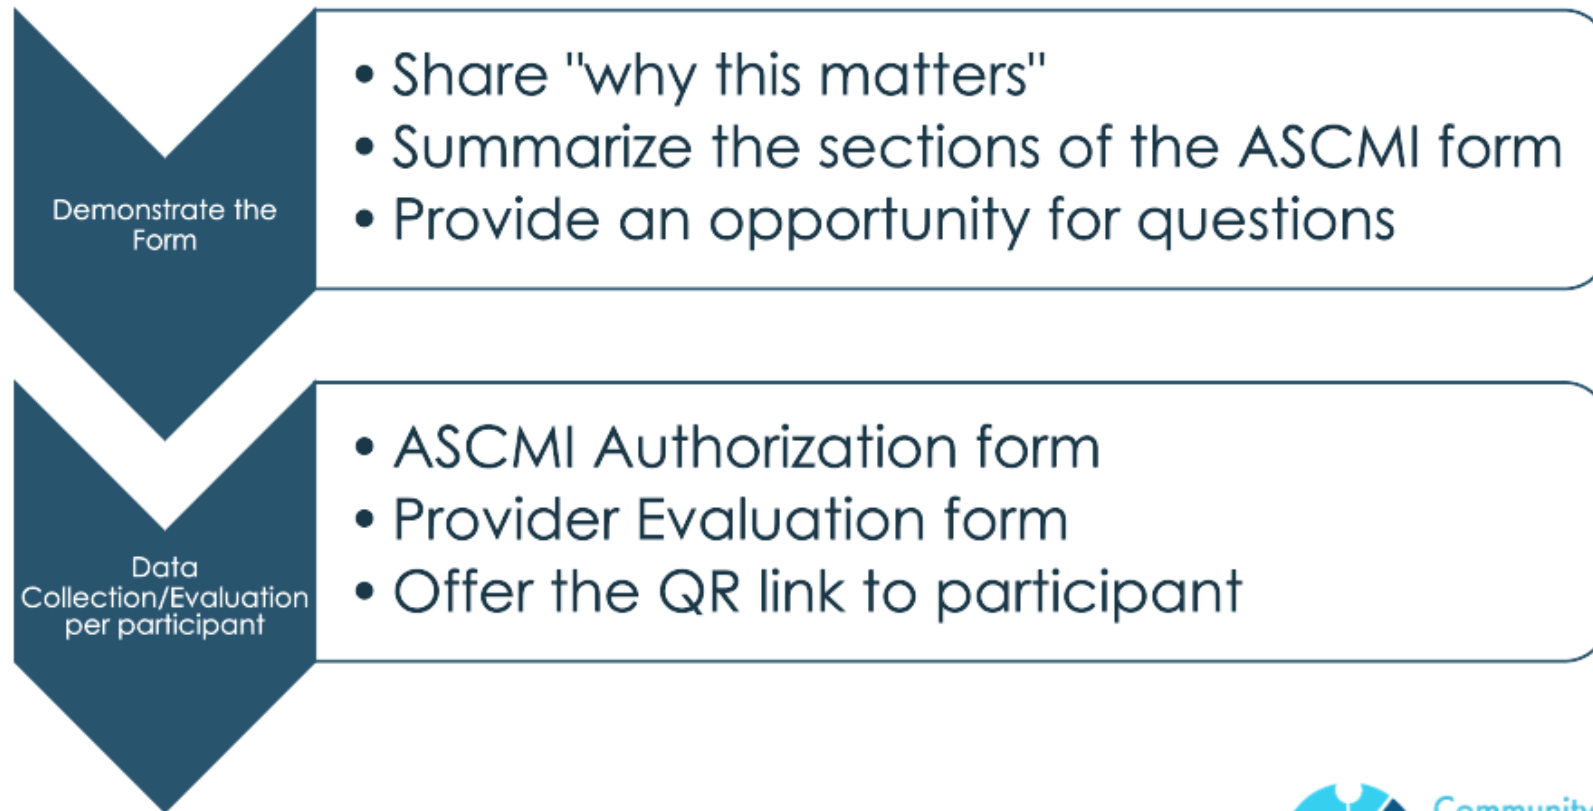 Demonstrate the
Form
• Share "why this matters"
• Summarize the sections of the ASCMI form
• Provide an opportunity for questions
Data
Collection/Evaluation
per participant
• ASCMI Authorization form
• Provider Evaluation form
• Offer the QR link to participant
Community